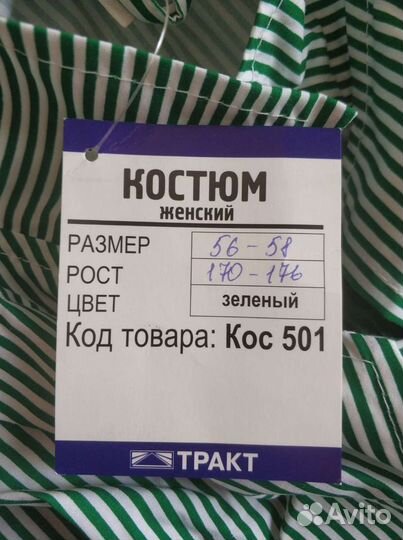 КОСТЮМ
ЖЕНСКИЙ
РАЗМЕР 56-58
РОСТ 170-176
ЦВЕТ зеленый
Код товара: Кос 501
ТРАКТ
Avito